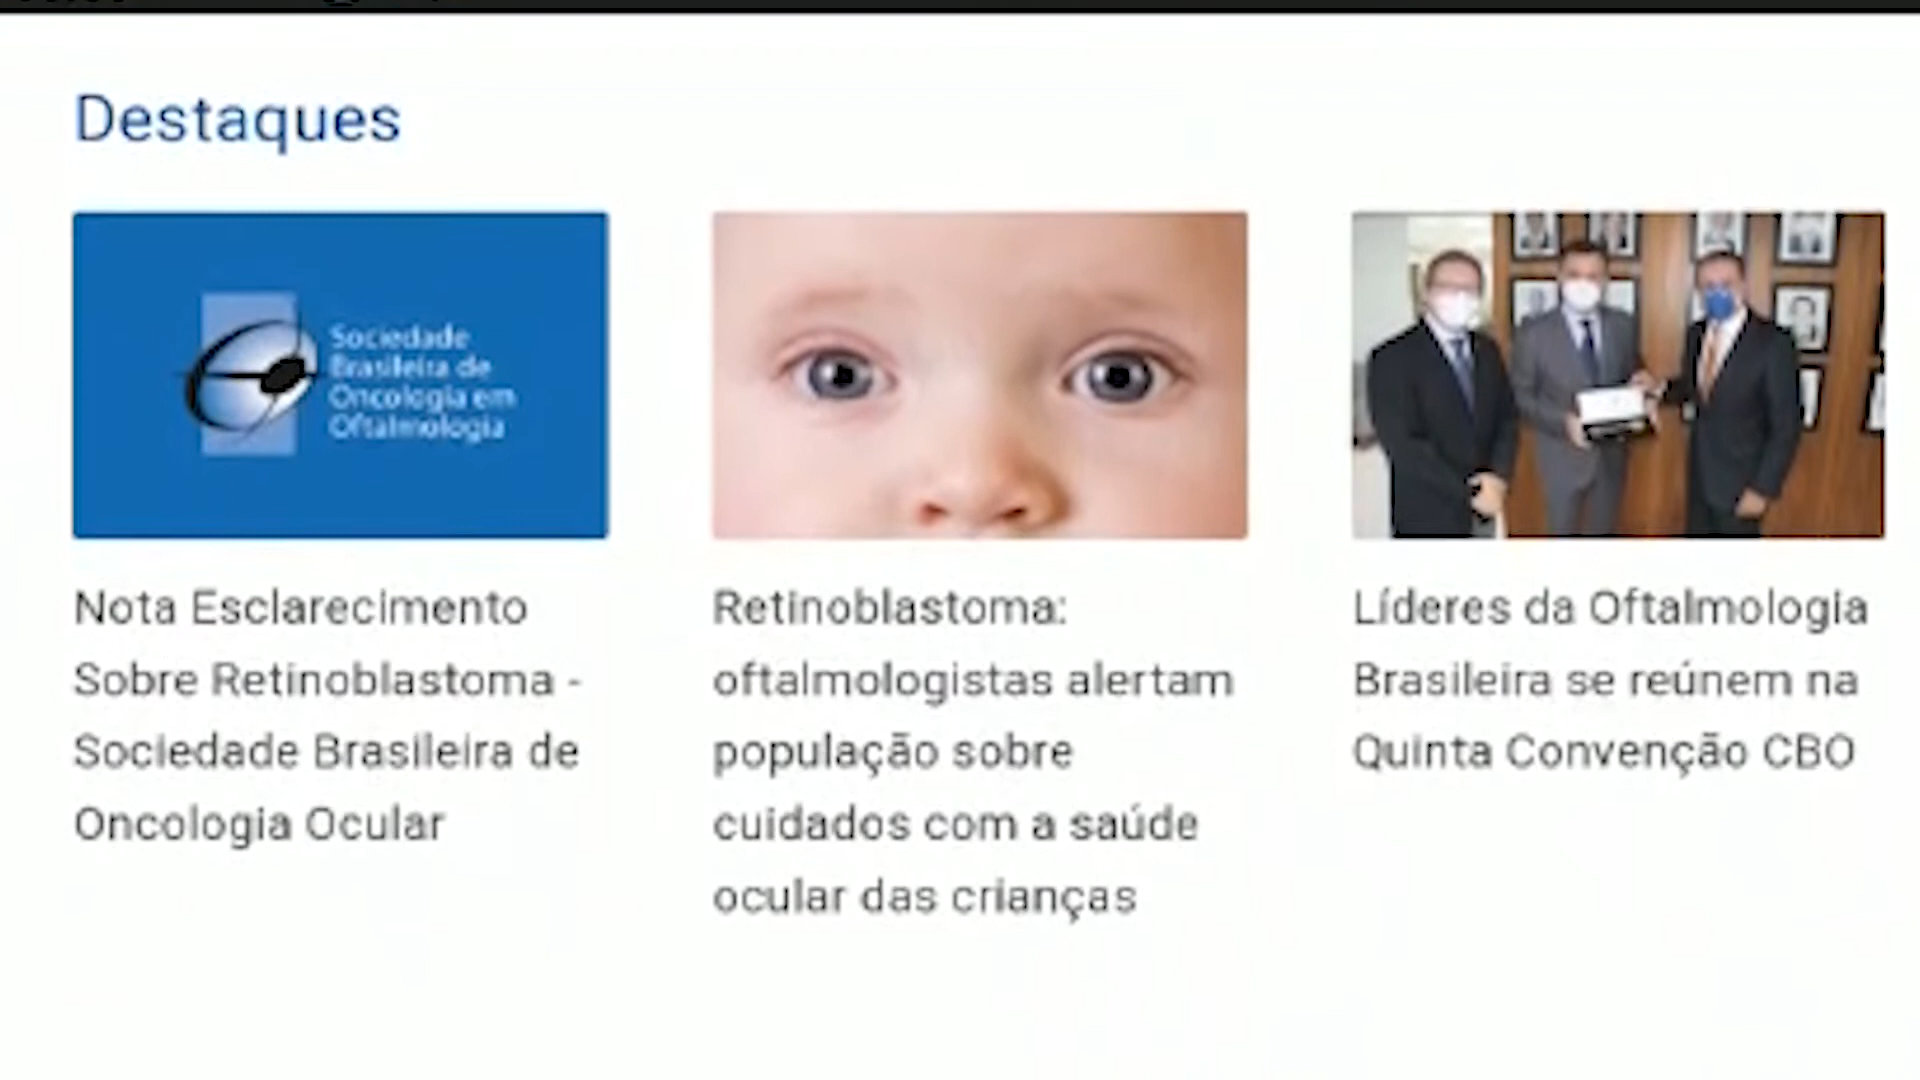 Destaques
Sociedade
Brasileira de
Oncologia em
Oftalmologia
Nota Esclarecimento
Sobre Retinoblastoma -
Sociedade Brasileira de
Oncologia Ocular
Retinoblastoma:
oftalmologistas alertam
população sobre
cuidados com a saúde
ocular das crianças
Líderes da Oftalmologia
Brasileira se reúnem na
Quinta Convenção CBO